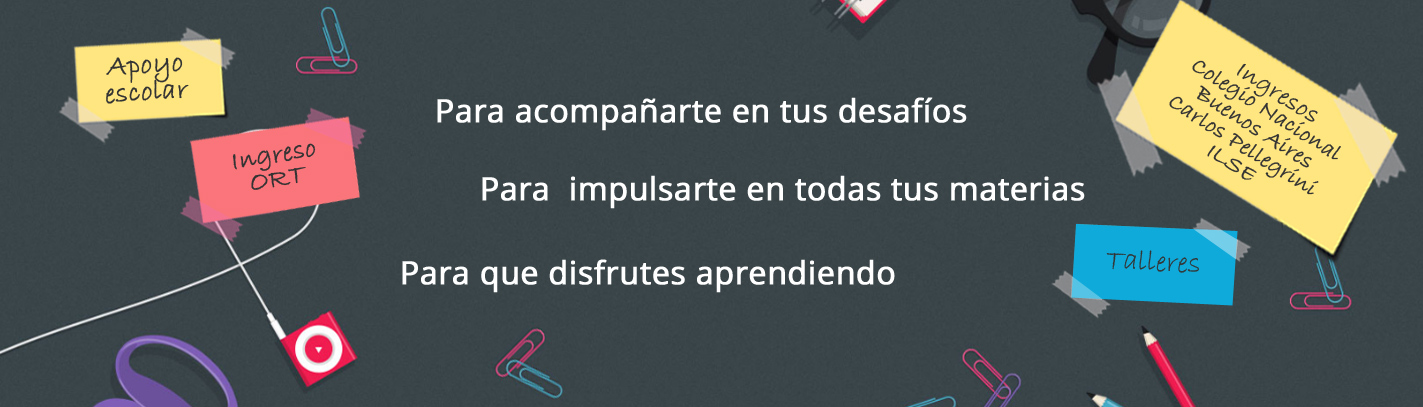 Apoyo
escolar
Ingreso
ORT
Para acompañarte en tus desafíos
Para  impulsarte en todas tus materias
Para que disfrutes aprendiendo
Ingresos
Colegio Nacional
Buenos Aires
Carlos Pellegrini
ILSE
Talleres